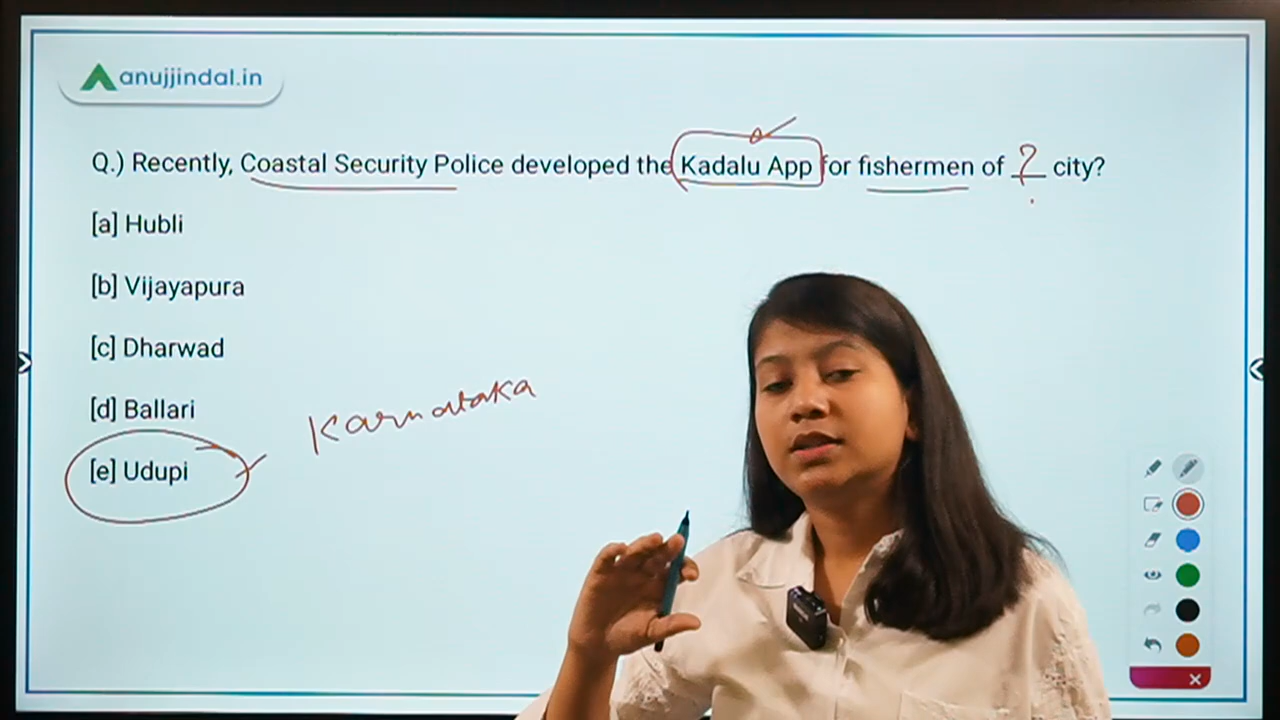 anujjindal.in
Q.) Recently, Coastal Security Police developed the Kadalu App for fishermen of ? city?
[a] Hubli
[b] Vijayapura
[c] Dharwad
[d] Ballari
Karnataka
[e] Udupi